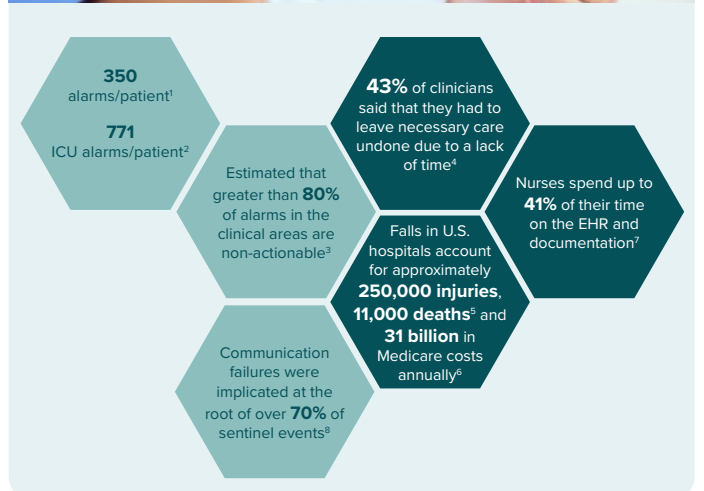 350
alarms/patient¹
771
ICU alarms/patient²
Estimated that
greater than 80%
of alarms in the
clinical areas are
non-actionable³
43% of clinicians
said that they had to
leave necessary care
undone due to a lack
of time⁴
Nurses spend up to
41% of their time
on the EHR and
documentation⁷
Falls in U.S.
hospitals account
for approximately
250,000 injuries,
11,000 deaths⁵ and
31 billion in
Medicare costs
annually⁶
Communication
failures were
implicated at the
root of over 70% of
sentinel events⁸